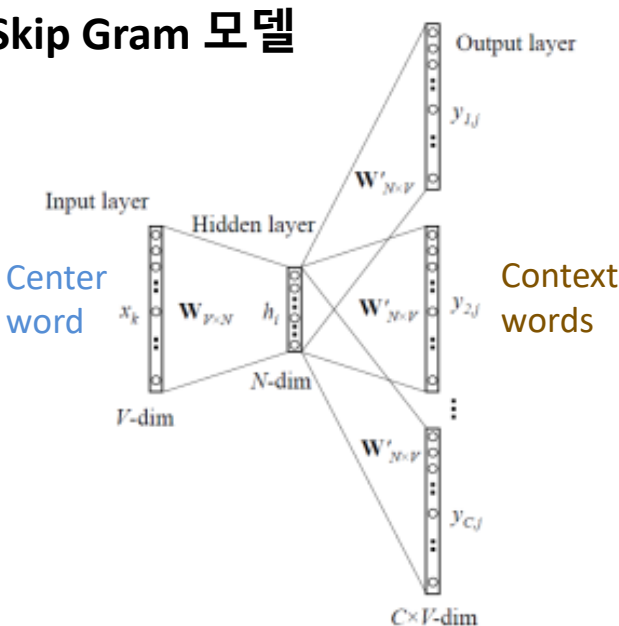 Skip Gram 모델
Output layer
y1,j
W'N×V
Input layer
Hidden layer
Center
word
xk
WV×N
hi
W'N×V
y2,j
Context
words
N-dim
V-dim
W'N×V
yC,j
C×V-dim